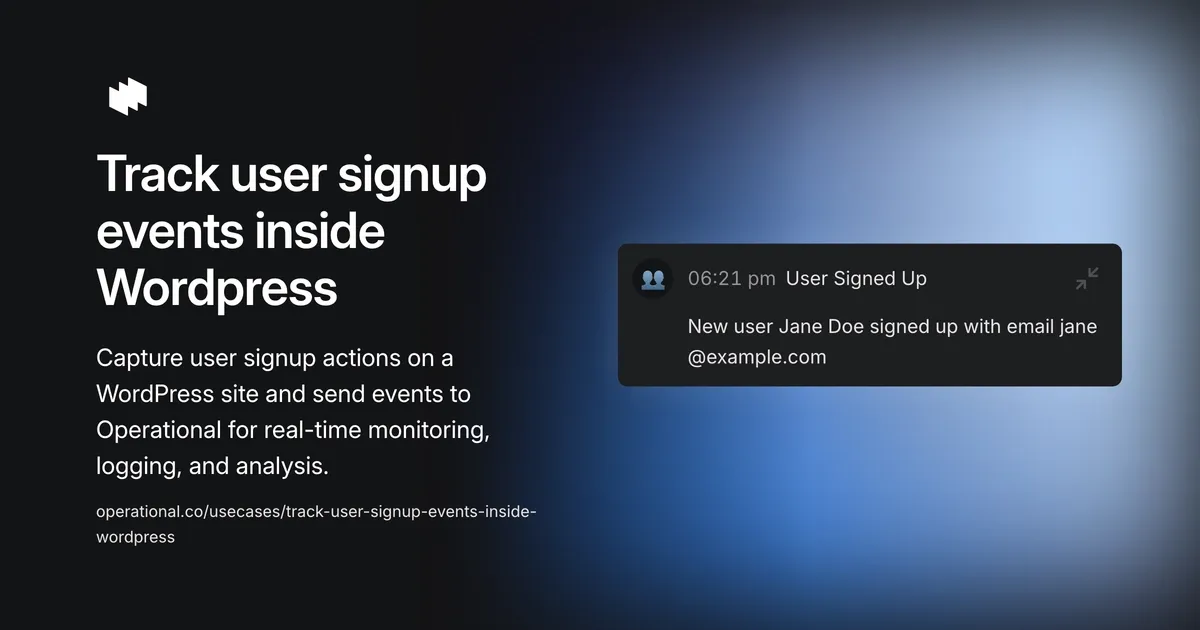 Track user signup
events inside
Wordpress
Capture user signup actions on a
WordPress site and send events to
Operational for real-time monitoring,
logging, and analysis.
operational.co/usecases/track-user-signup-events-inside-
wordpress
06:21 pm User Signed Up
New user Jane Doe signed up with email jane
@example.com